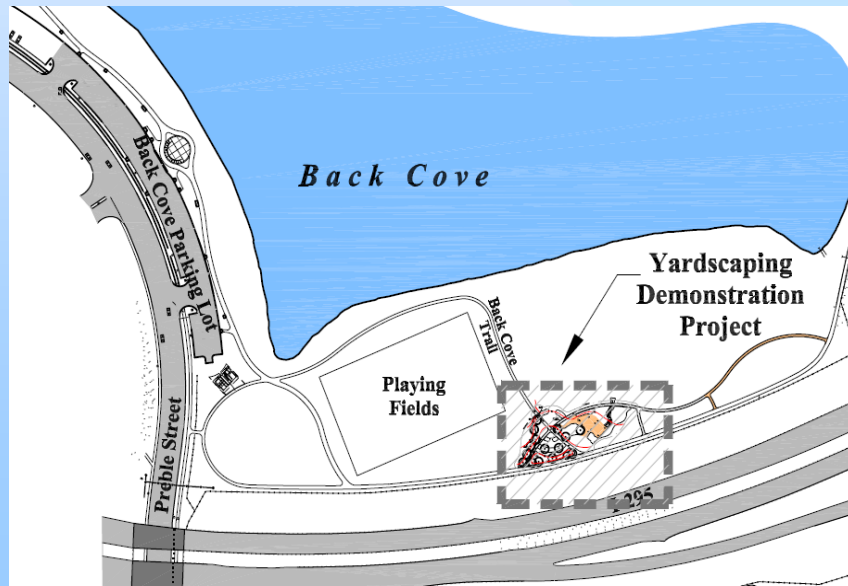 Back Cove
Back Cove Parking Lot
Yardscaping
Demonstration
Project
Back Cove
Trail
Playing
Fields
Preble Street
I-295